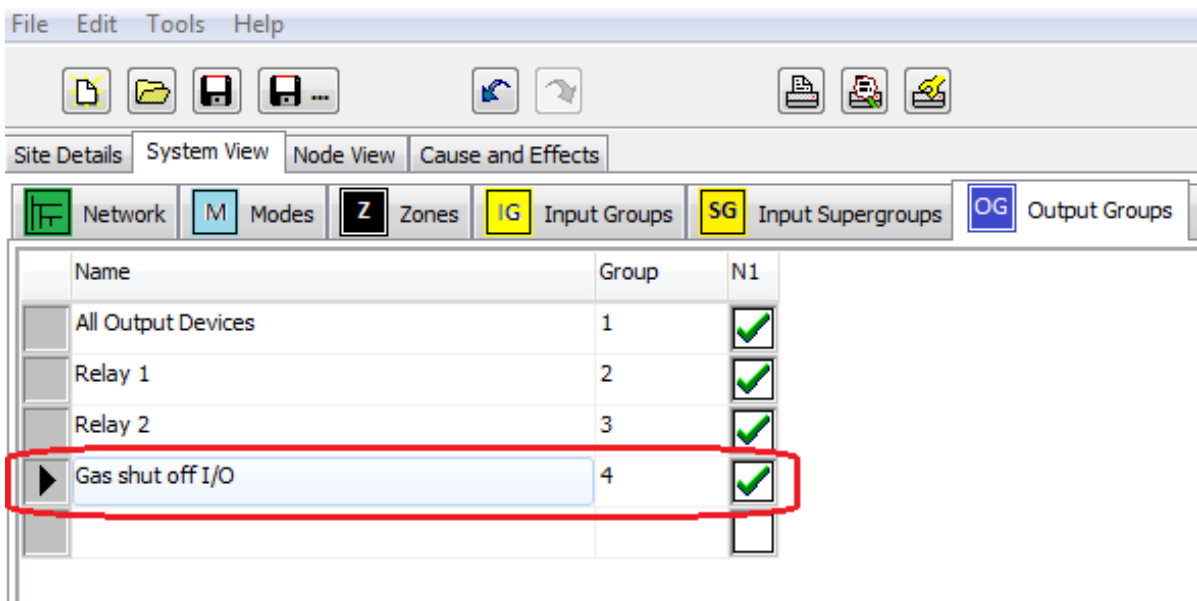 File Edit Tools Help
...
Site Details System View Node View Cause and Effects
Network M Modes Z Zones IG Input Groups SG Input Supergroups OG Output Groups
Name Group N1
All Output Devices 1
Relay 1 2
Relay 2 3
Gas shut off I/O 4